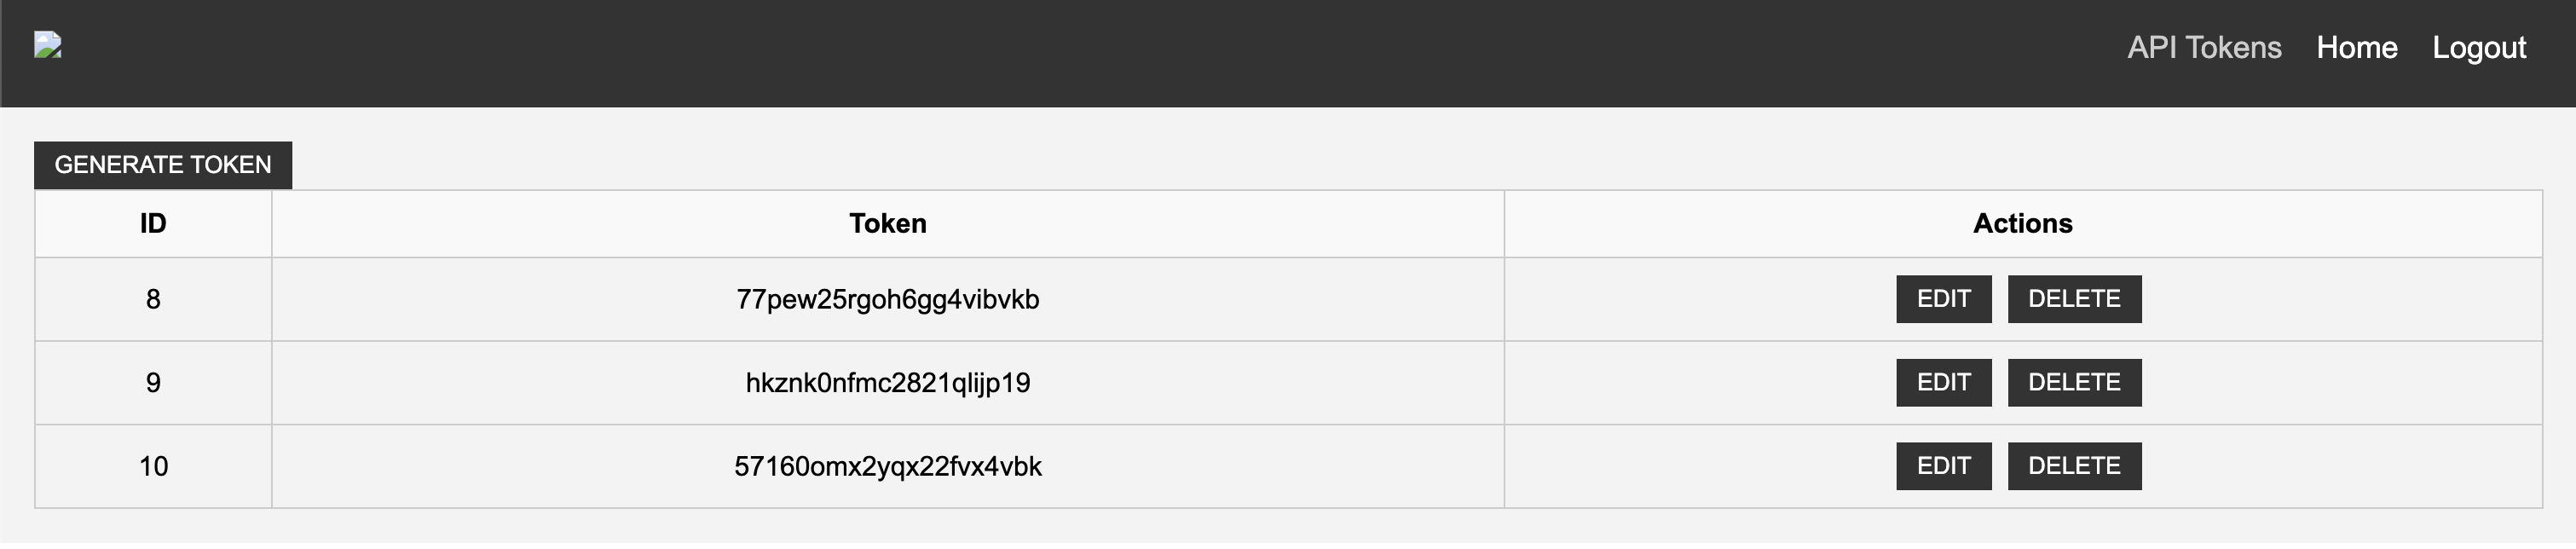 API Tokens Home Logout
GENERATE TOKEN
ID Token Actions
8 77pew25rgoh6gg4vibvkb EDIT DELETE
9 hkznk0nfmc2821qlijp19 EDIT DELETE
10 57160omx2yqx22fvx4vbk EDIT DELETE